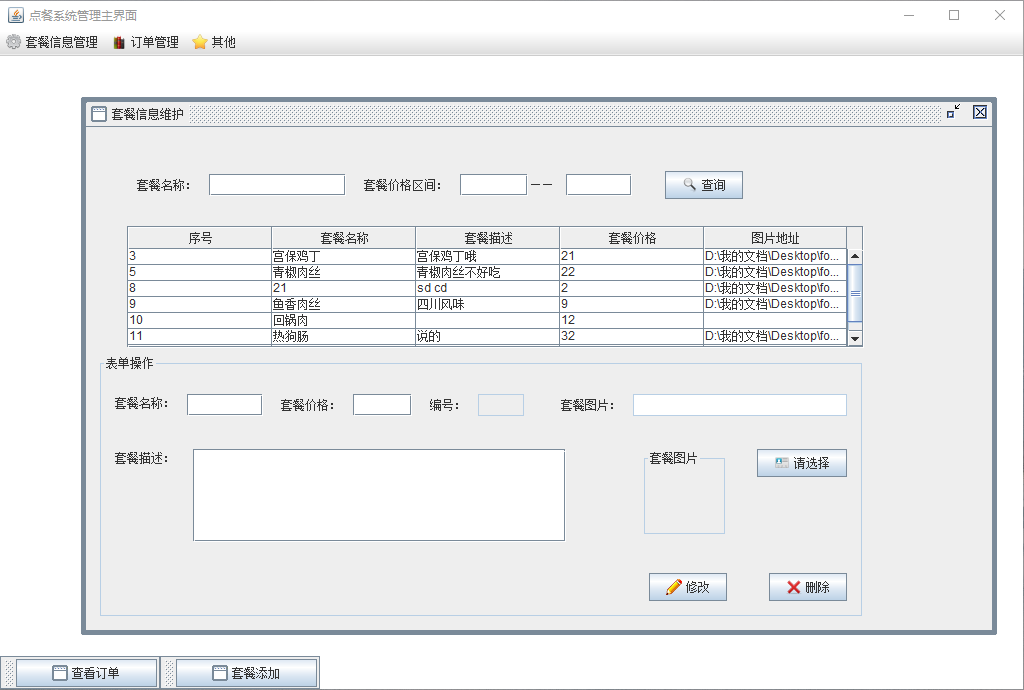 点餐系统管理主界面
套餐信息管理 订单管理 其他
套餐信息维护
套餐名称： 套餐价格区间： —— 查询
序号 套餐名称 套餐描述 套餐价格 图片地址
3 宫保鸡丁 宫保鸡丁哦 21 D:\我的文档\Desktop\fo...
5 青椒肉丝 青椒肉丝不好吃 22 D:\我的文档\Desktop\fo...
8 21 sd cd 2 D:\我的文档\Desktop\fo...
9 鱼香肉丝 四川风味 9 D:\我的文档\Desktop\fo...
10 回锅肉 12
11 热狗肠 说的 32 D:\我的文档\Desktop\fo...
表单操作
套餐名称： 套餐价格： 编号： 套餐图片：
套餐描述： 套餐图片 请选择
修改 删除
查看订单 套餐添加